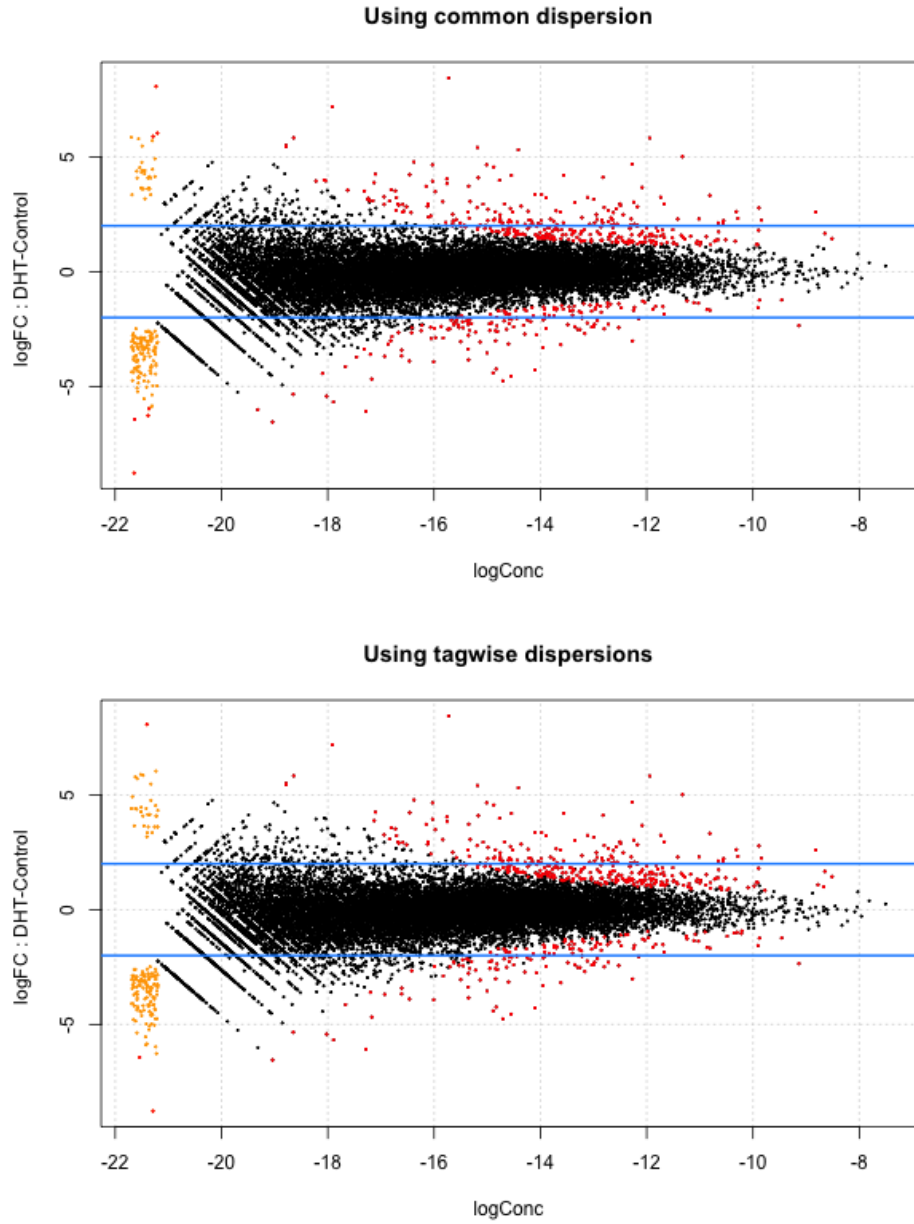 Using common dispersion
logFC : DHT-Control
5
0
-5
-22 -20 -18 -16 -14 -12 -10 -8
logConc
Using tagwise dispersions
logFC : DHT-Control
5
0
-5
-22 -20 -18 -16 -14 -12 -10 -8
logConc